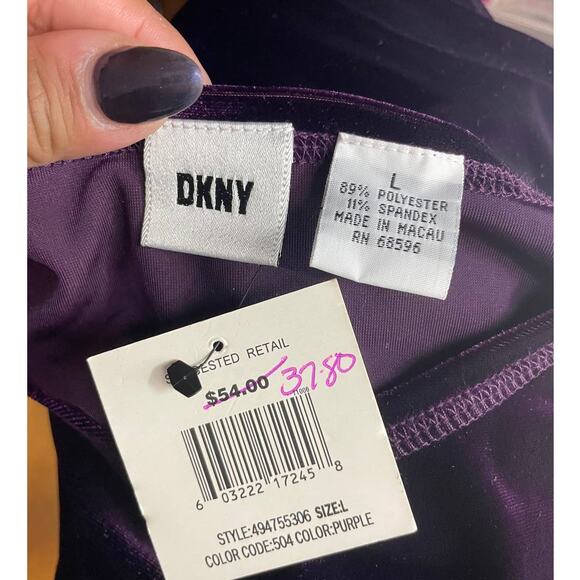 DKNY
L
89% POLYESTER
11% SPANDEX
MADE IN MACAU
RN 68596
RETAIL
$54.00 37.80
6 03222 17245 8
STYLE:494755306 SIZE:L
COLOR CODE:504 COLOR:PURPLE